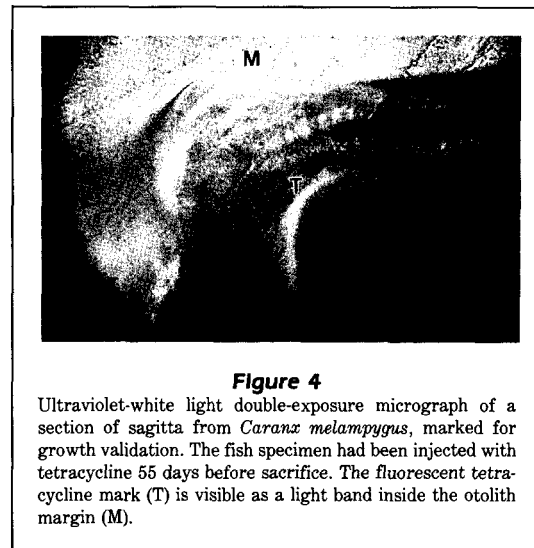 M
T
Figure 4
Ultraviolet-white light double-exposure micrograph of a
section of sagitta from Caranx melampygus, marked for
growth validation. The fish specimen had been injected with
tetracycline 55 days before sacrifice. The fluorescent tetra-
cycline mark (T) is visible as a light band inside the otolith
margin (M).